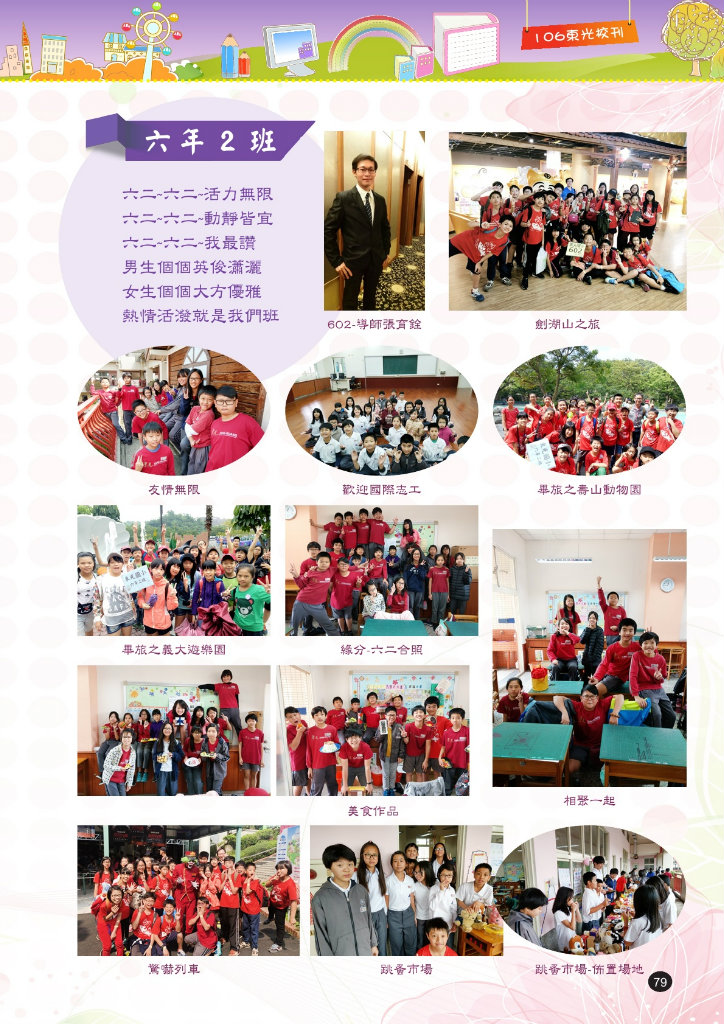 106東光校刊
六年2班
六二~六二~活力無限
六二~六二~動靜皆宜
六二~六二~我最讚
男生個個英俊瀟灑
女生個個大方優雅
熱情活潑就是我們班
602-導師張育銓
劍湖山之旅
友情無限
歡迎國際志工
畢旅之壽山動物園
畢旅之義大遊樂園
緣分-六二合照
相聚一起
美食作品
驚嚇列車
跳蚤市場
跳蚤市場-佈置場地
79